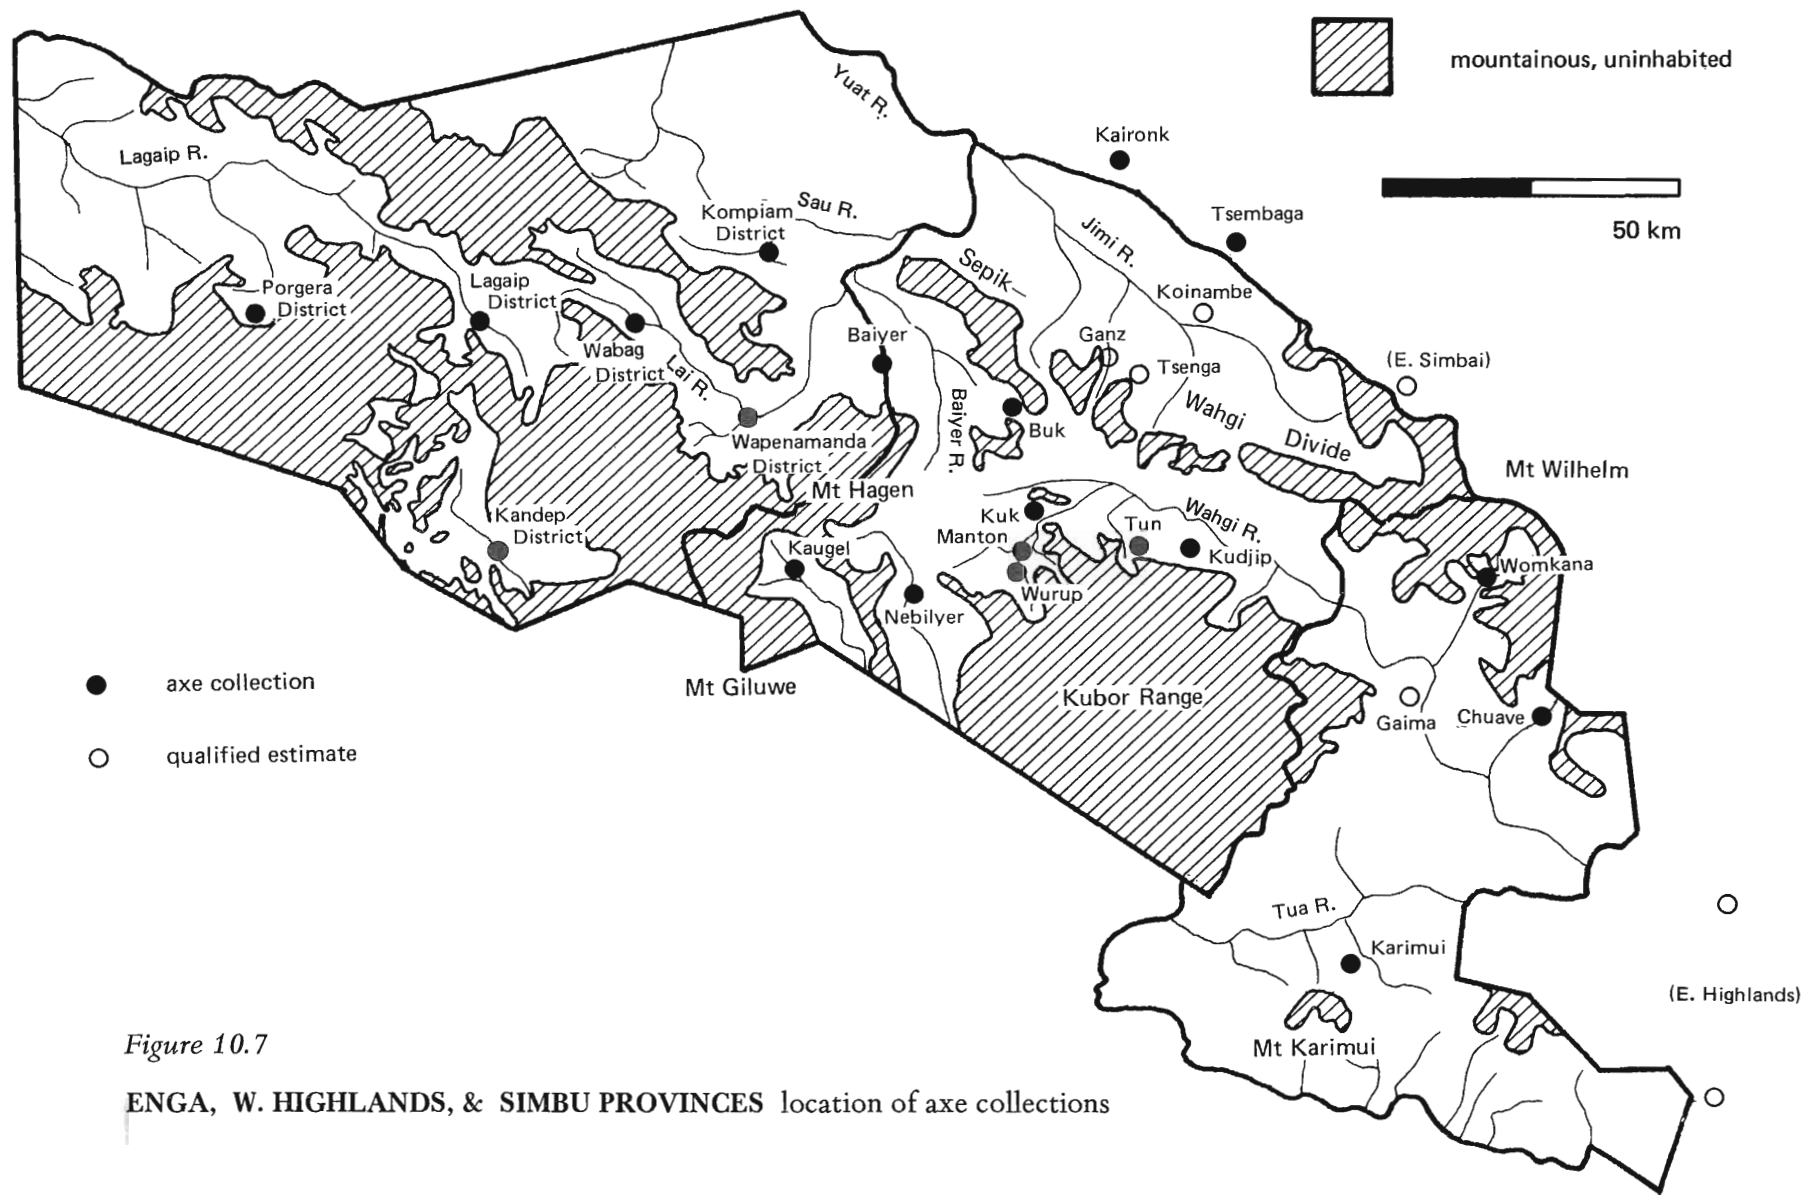 mountainous, uninhabited
50 km
Yuat R.
Kaironk
Lagaip R.
Tsembaga
Sau R.
Kompiam
District
Jimi R.
Sepik
Wahgi
Divide
Porgera
District
Lagaip
District
Koinambe
Wabag
District
Lai R.
Baiyer
Ganz
Tsenga
(E. Simbai)
Baiyer R.
Buk
Wapenamanda
District
Mt Hagen
Mt Wilhelm
Kandep
District
Kuk
Manton
Tun
Wahgi R.
Kudjip
Kaugel
Womkana
Wurup
Nebilyer
axe collection
Mt Giluwe
Kubor Range
Gaima
Chuave
qualified estimate
Tua R.
Karimui
(E. Highlands)
Mt Karimui
Figure 10.7
ENGA, W. HIGHLANDS, & SIMBU PROVINCES location of axe collections